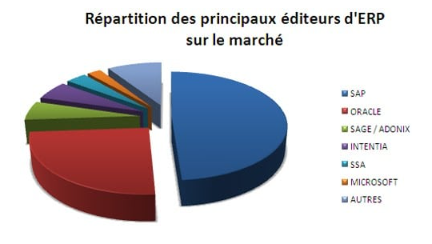 Répartition des principaux éditeurs d'ERP
sur le marché
SAP
ORACLE
SAGE / ADONIX
INTENTIA
SSA
MICROSOFT
AUTRES